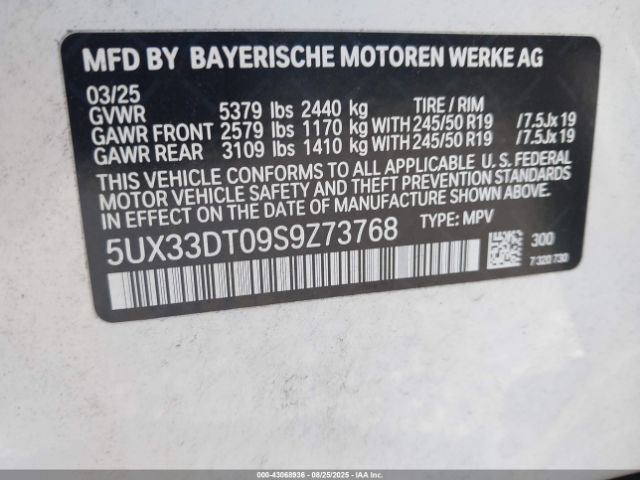 MFD BY BAYERISCHE MOTOREN WERKE AG
03/25 TIRE / RIM
GVWR 5379 lbs 2440 kg
GAWR FRONT 2579 lbs 1170 kg WITH 245/50 R19 /7.5Jx19
GAWR REAR 3109 lbs 1410 kg WITH 245/50 R19 /7.5Jx19
THIS VEHICLE CONFORMS TO ALL APPLICABLE U. S. FEDERAL
MOTOR VEHICLE SAFETY AND THEFT PREVENTION STANDARDS
IN EFFECT ON THE DATE OF MANUFACTURE SHOWN ABOVE.
5UX33DT09S9Z73768 TYPE: MPV
300
7 320 730
000-43068936 - 08/25/2025 - IAA Inc.